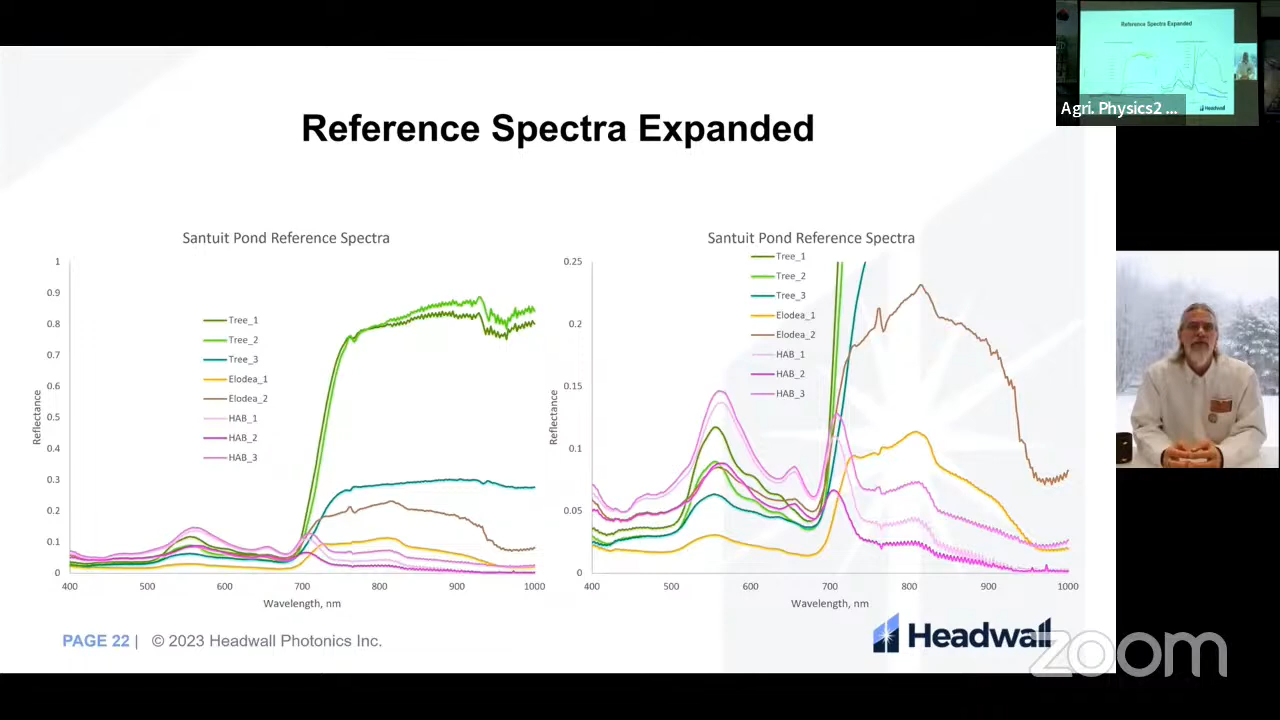 Reference Spectra Expanded
Reference Spectra Expanded
Headwall
Agri. Physics2 ...
Santuit Pond Reference Spectra
1
0.9
0.8
0.7
0.6
0.5
0.4
0.3
0.2
0.1
0
Reflectance
Tree_1
Tree_2
Tree_3
Elodea_1
Elodea_2
HAB_1
HAB_2
HAB_3
400 500 600 700 800 900 1000
Wavelength, nm
Santuit Pond Reference Spectra
0.25
0.2
0.15
0.1
0.05
0
Reflectance
Tree_1
Tree_2
Tree_3
Elodea_1
Elodea_2
HAB_1
HAB_2
HAB_3
400 500 600 700 800 900 1000
Wavelength, nm
PAGE 22 | © 2023 Headwall Photonics Inc.
Headwall
zoom